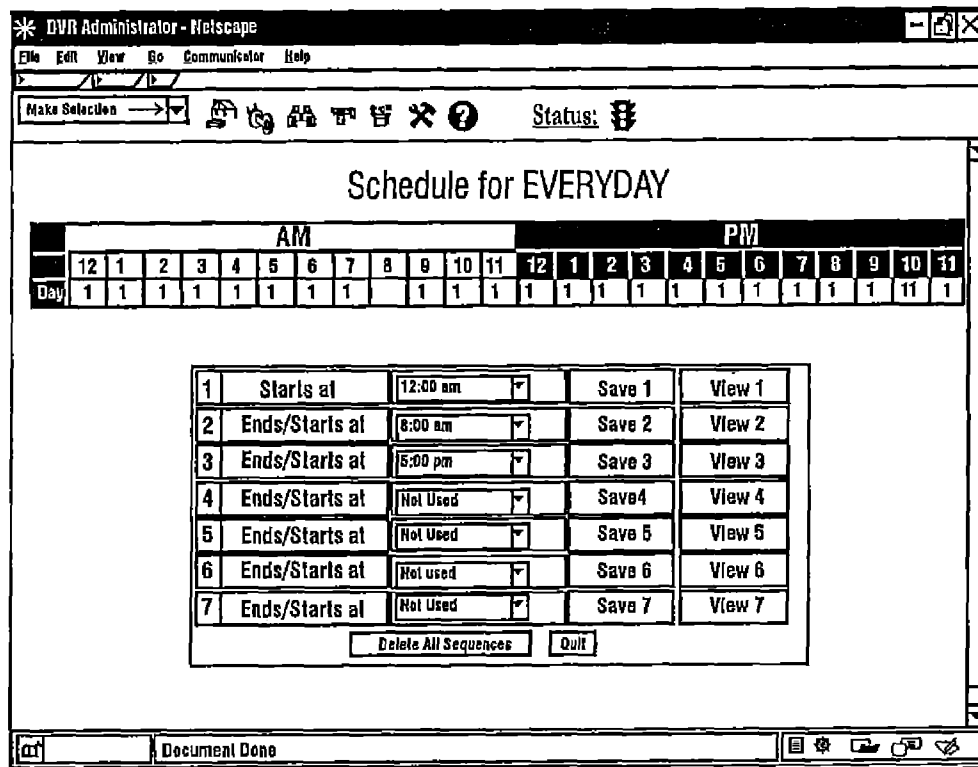 DVR Administrator - Netscape
File Edit View Go Communicator Help
Make Selection
Status:
Schedule for EVERYDAY
AM PM
12 1 2 3 4 5 6 7 8 9 10 11 12 1 2 3 4 5 6 7 8 9 10 11
Day 1 1 1 1 1 1 1 1 1 1 1 1 1 1 1 1 1 1 1 1 1 11 1
1 Starts at 12:00 am Save 1 View 1
2 Ends/Starts at 8:00 am Save 2 View 2
3 Ends/Starts at 5:00 pm Save 3 View 3
4 Ends/Starts at Not Used Save4 View 4
5 Ends/Starts at Not Used Save 5 View 5
6 Ends/Starts at Not used Save 6 View 6
7 Ends/Starts at Not Used Save 7 View 7
Delete All Sequences Quit
Document Done